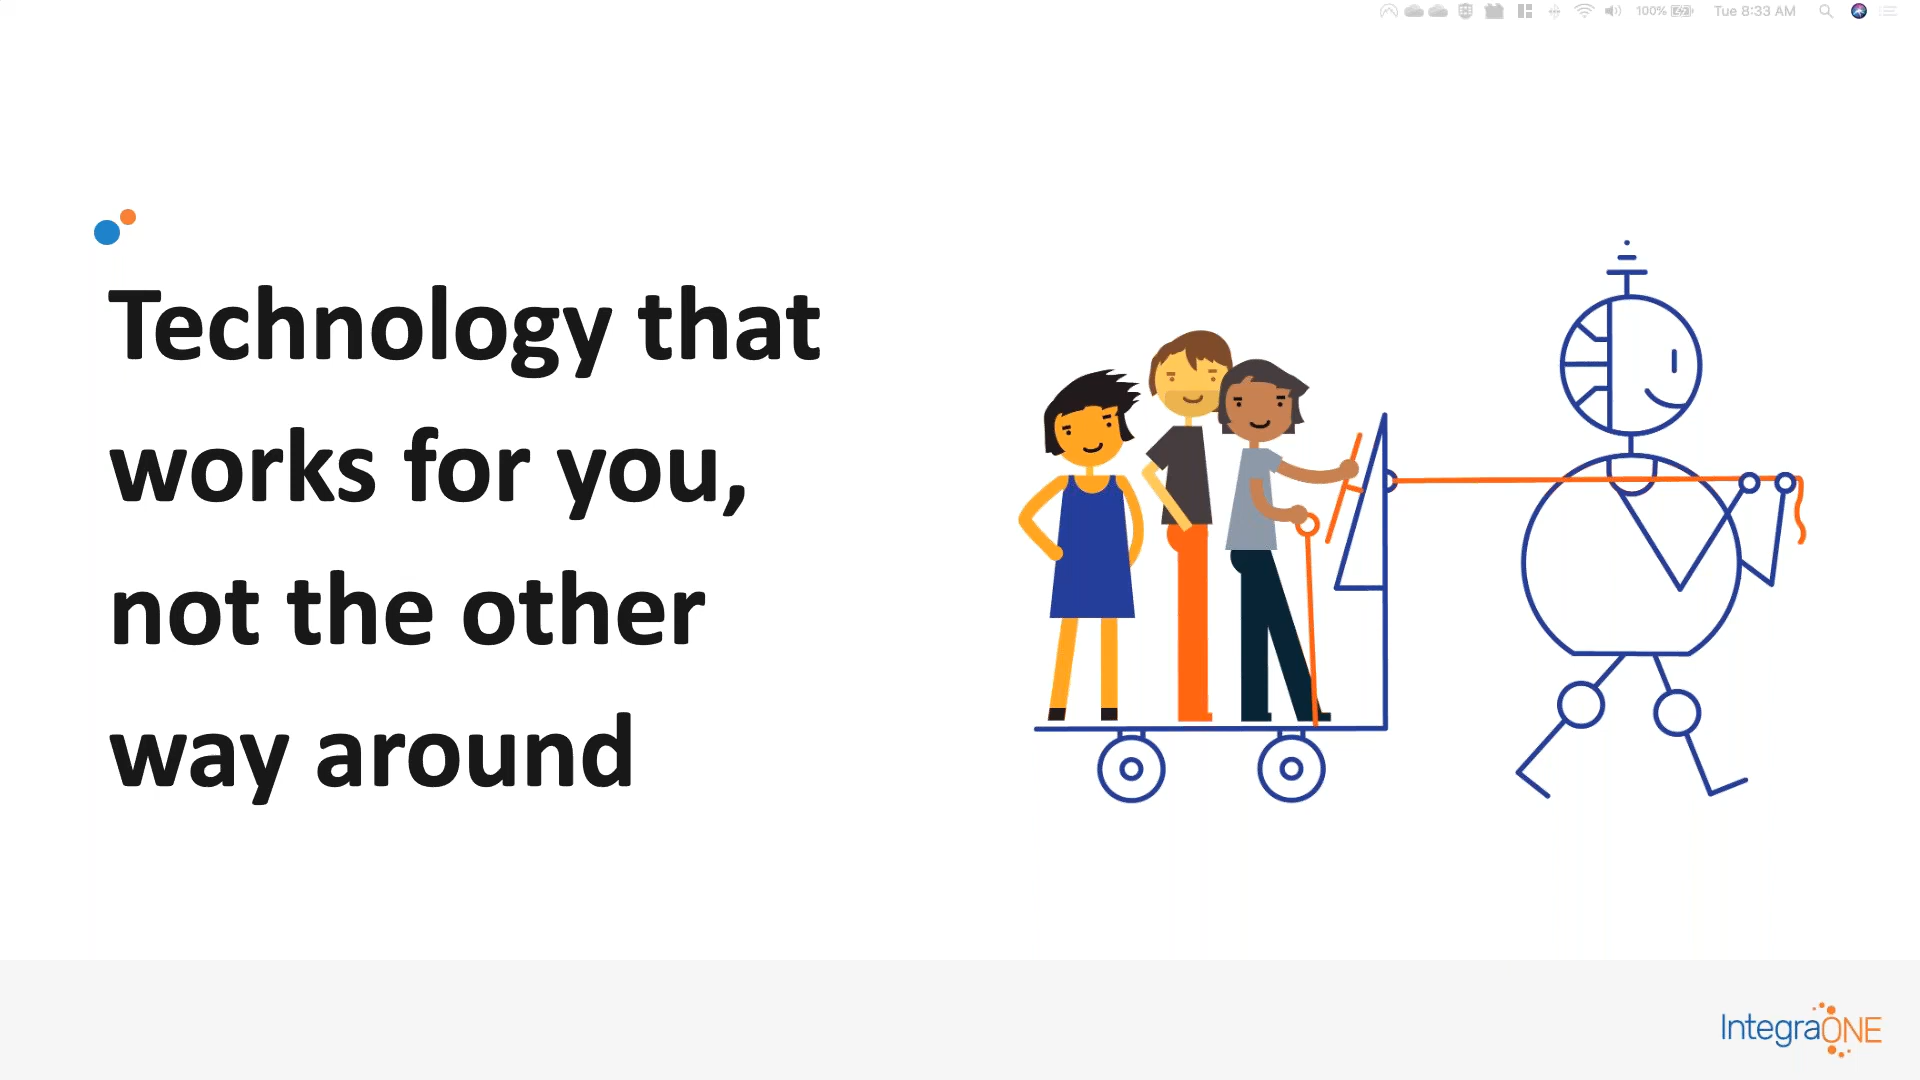 100% Tue 8:33 AM
Technology that
works for you,
not the other
way around
IntegraONE